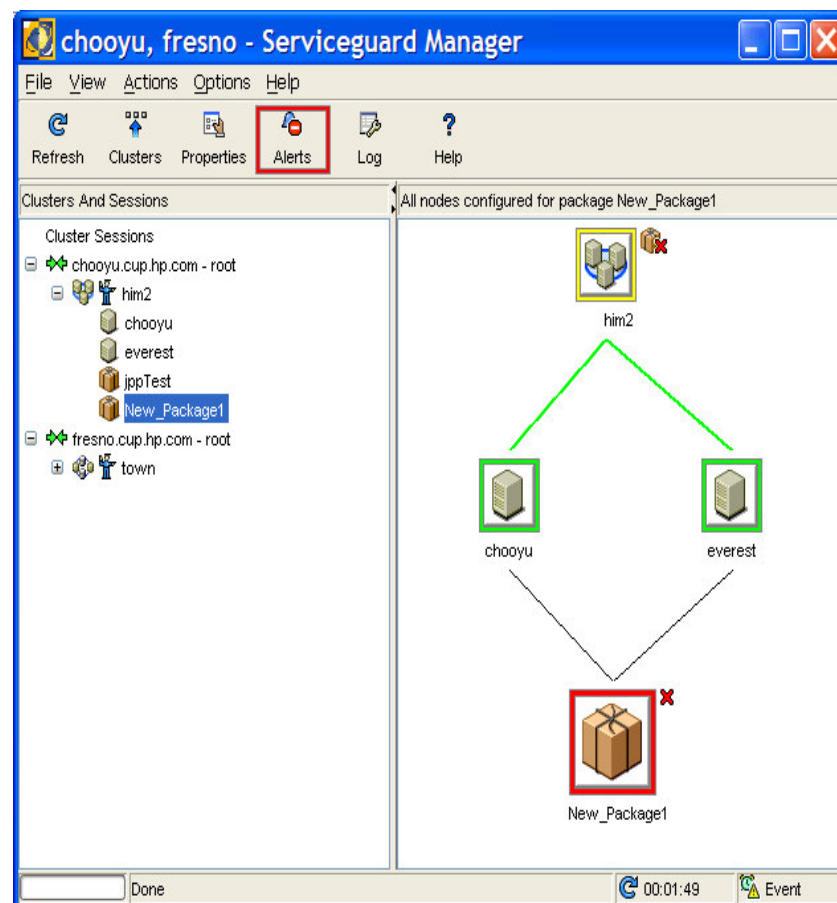 chooyu, fresno - Serviceguard Manager
File View Actions Options Help
Refresh Clusters Properties Alerts Log Help
Clusters And Sessions
All nodes configured for package New_Package1
Cluster Sessions
chooyu.cup.hp.com - root
him2
chooyu
everest
jppTest
New_Package1
fresno.cup.hp.com - root
town
him2
chooyu
everest
New_Package1
Done
00:01:49
Event